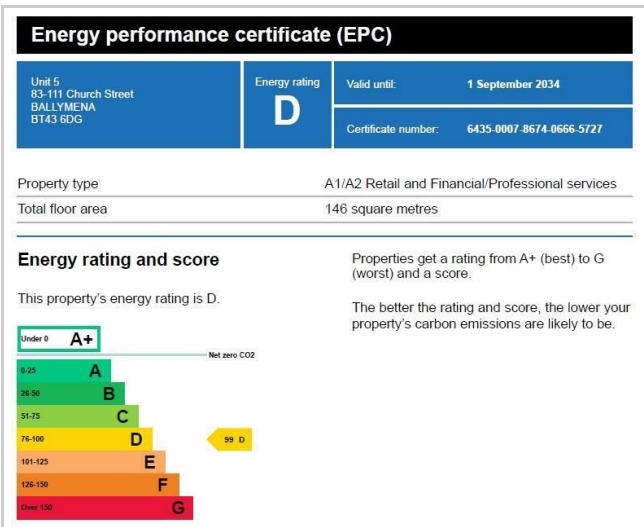 Energy performance certificate (EPC)
Unit 5
83-111 Church Street
BALLYMENA
BT43 6DG
Energy rating
D
Valid until: 1 September 2034
Certificate number: 6435-0007-8674-0666-5727
Property type A1/A2 Retail and Financial/Professional services
Total floor area 146 square metres
Energy rating and score
This property's energy rating is D.
Properties get a rating from A+ (best) to G
(worst) and a score.
The better the rating and score, the lower your
property's carbon emissions are likely to be.
Under 0 A+
Net zero CO2
0-25 A
26-50 B
51-75 C
76-100 D
99 D
101-125 E
126-150 F
Over 150 G